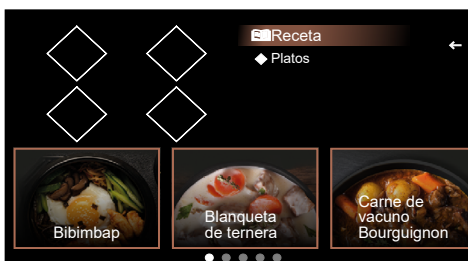 Receta
Platos
Bibimbap
Blanqueta
de ternera
Carne de
vacuno
Bourguignon